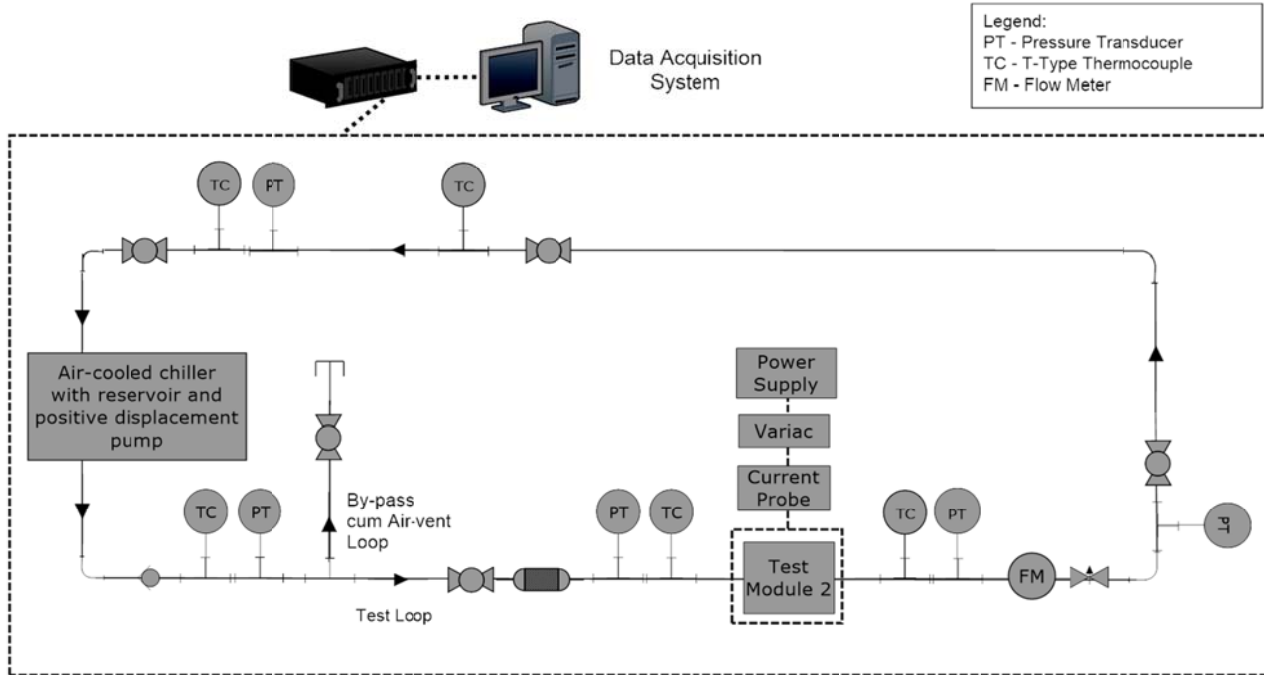 Data Acquisition
System
Legend:
PT - Pressure Transducer
TC - T-Type Thermocouple
FM - Flow Meter
TC
PT
TC
Air-cooled chiller
with reservoir and
positive displacement
pump
Power
Supply
Variac
Current
Probe
By-pass
cum Air-vent
Loop
TC
PT
PT
TC
TC
PT
PT
Test
Module 2
FM
Test Loop